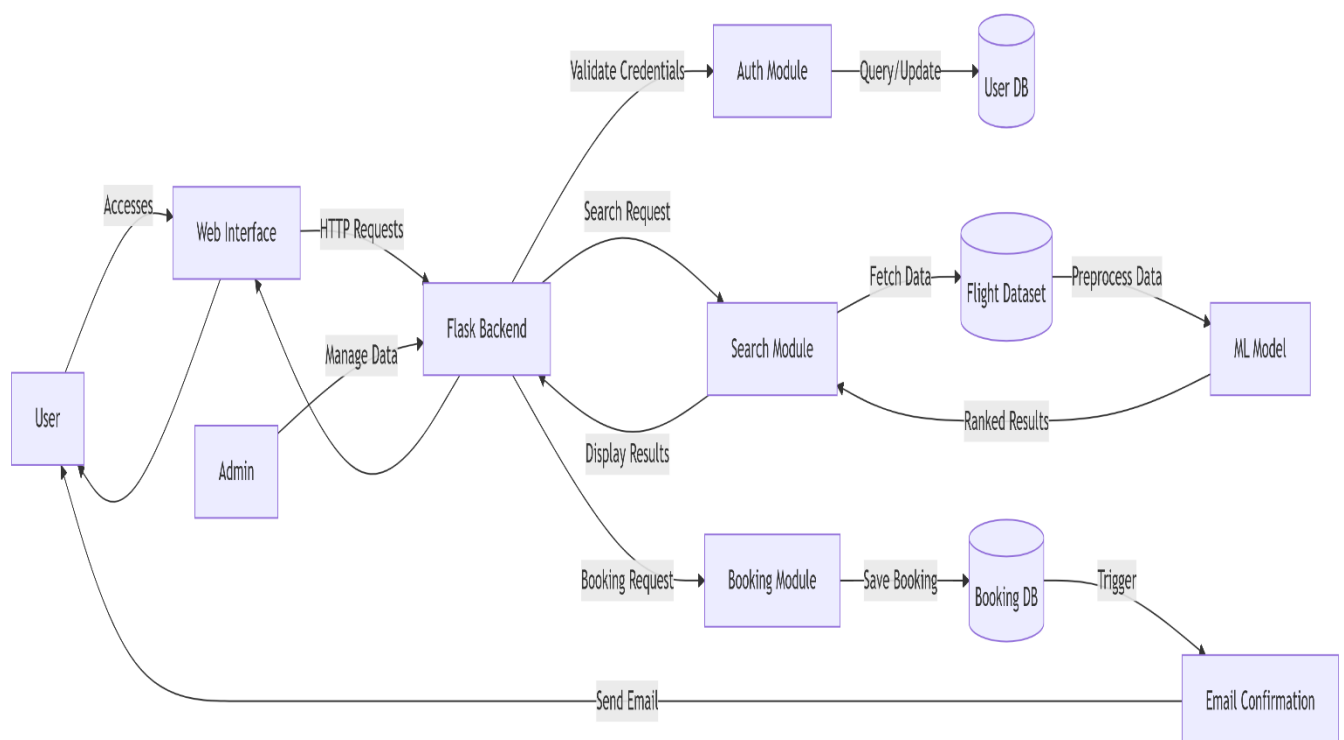 Validate Credentials
Auth Module
Query/Update
User DB
Accesses
Web Interface
HTTP Requests
Search Request
Fetch Data
Flight Dataset
Preprocess Data
Flask Backend
Manage Data
Search Module
ML Model
User
Ranked Results
Admin
Display Results
Booking Request
Booking Module
Save Booking
Booking DB
Trigger
Send Email
Email Confirmation